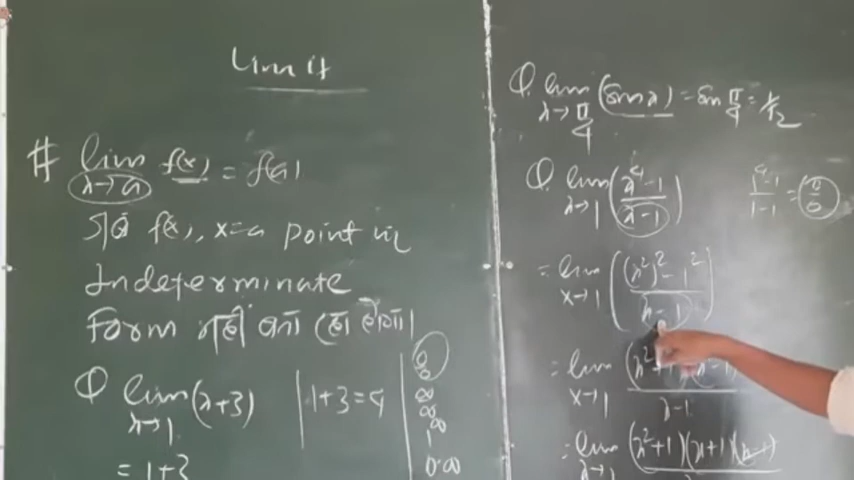 Limit
# lim x→a f(x) = f(a)
जब f(x), x=a point पर
Indeterminate
Form नहीं बना रहा होगा
Q lim x→1 (x+3) | 1+3=4
= 1+3
0/0
∞/∞
1^∞
0·∞
Q. lim x→π/4 (sin x) = sin π/4 = 1/√2
Q. lim x→1 (x⁴-1/x-1) 1⁴-1/1-1 = 0/0
= lim x→1 ((x²)²-1²/x-1)
= lim x→1 (x²+1)(x²-1)/x-1
= lim x→1 (x²+1)(x+1)(x-1)